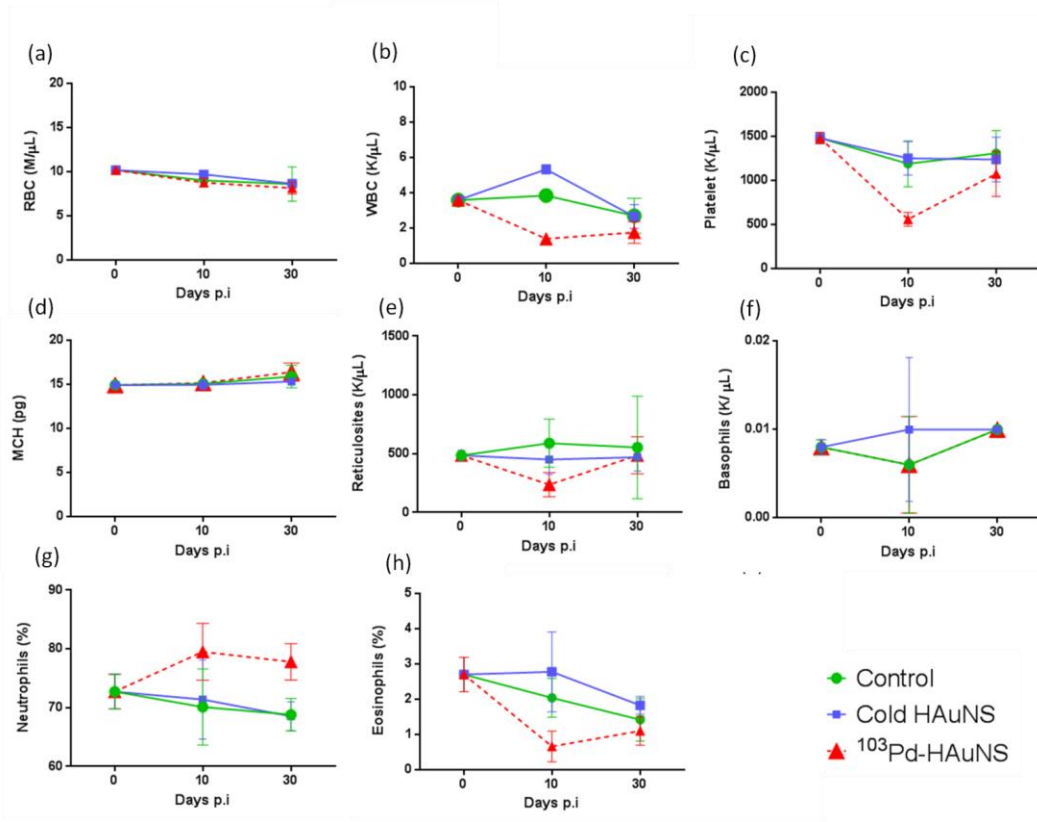 (a)
20
15
10
5
0
RBC (M/μL)
0 10 30
Days p.i
(b)
10
8
6
4
2
0
WBC (K/μL)
0 10 30
Days p.i
(c)
2000
1500
1000
500
0
Platelet (K/μL)
0 10 30
Days p.i
(d)
20
15
10
5
0
MCH (pg)
0 10 30
Days p.i
(e)
1500
1000
500
0
Reticulosites (K/μL)
0 10 30
Days p.i
(f)
0.02
0.01
0.00
Basophils (K/ μL)
0 10 30
Days p.i
(g)
90
80
70
60
Neutrophils (%)
0 10 30
Days p.i
(h)
5
4
3
2
1
0
Eosinophils (%)
0 10 30
Days p.i
Control
Cold HAuNS
¹⁰³Pd-HAuNS